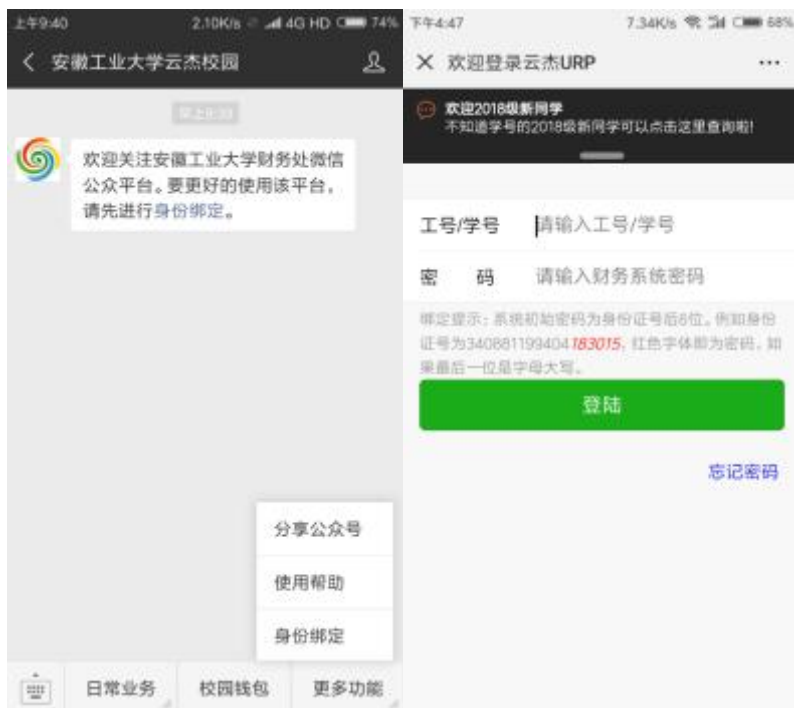 上午9:40
2.10K/s
4G HD
74%
安徽工业大学云杰校园
早上9:39
欢迎关注安徽工业大学财务处微信
公众平台。要更好的使用该平台，
请先进行身份绑定。
分享公众号
使用帮助
身份绑定
日常业务
校园钱包
更多功能
下午4:47
7.34K/s
68%
欢迎登录云杰URP
欢迎2018级新同学
不知道学号的2018级新同学可以点击这里查询啦!
工号/学号
请输入工号/学号
密 码
请输入财务系统密码
绑定提示：系统初始密码为身份证号后6位。例如身份
证号为340881199404183015，红色字体即为密码，如
果最后一位是字母大写。
登陆
忘记密码